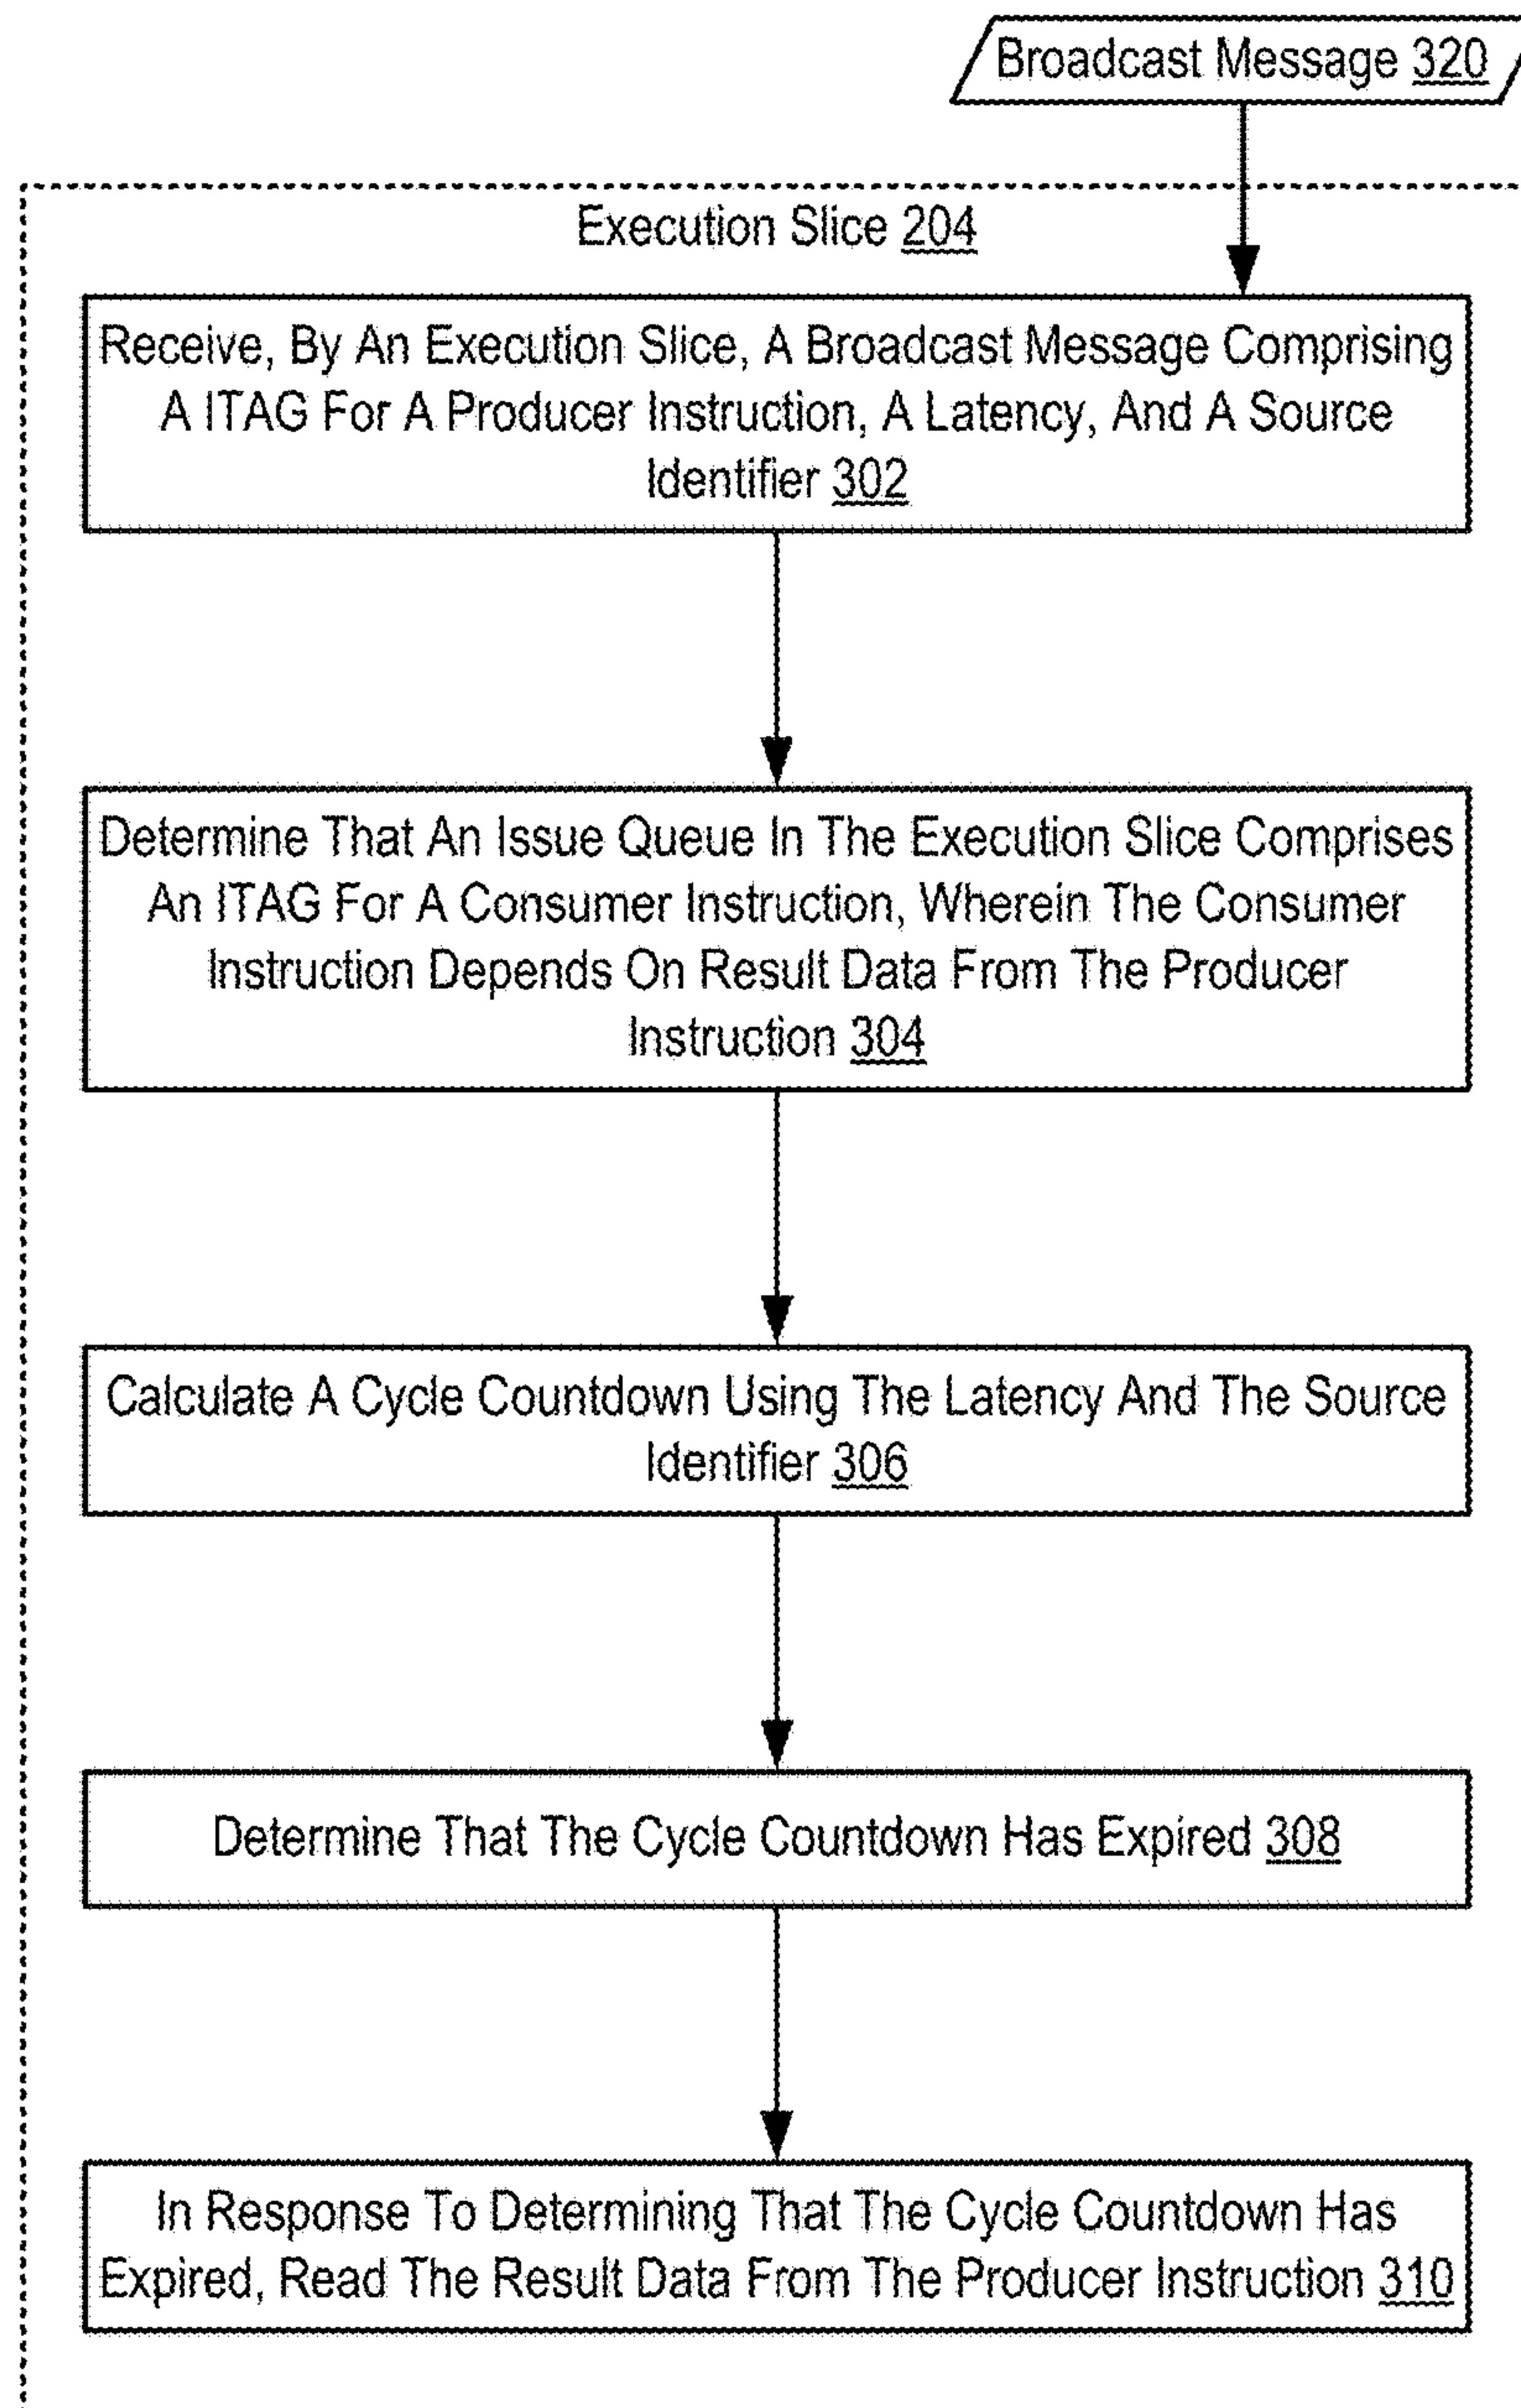 Broadcast Message 320
Execution Slice 204
Receive, By An Execution Slice, A Broadcast Message Comprising
A ITAG For A Producer Instruction, A Latency, And A Source
Identifier 302
Determine That An Issue Queue In The Execution Slice Comprises
An ITAG For A Consumer Instruction, Wherein The Consumer
Instruction Depends On Result Data From The Producer
Instruction 304
Calculate A Cycle Countdown Using The Latency And The Source
Identifier 306
Determine That The Cycle Countdown Has Expired 308
In Response To Determining That The Cycle Countdown Has
Expired, Read The Result Data From The Producer Instruction 310